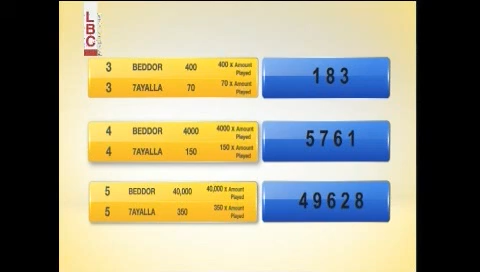 LBC
3 BEDDOR 400 400 X Amount Played
3 7AYALLA 70 70 X Amount Played
183
4 BEDDOR 4000 4000 X Amount Played
4 7AYALLA 150 150 X Amount Played
5761
5 BEDDOR 40,000 40,000 X Amount Played
5 7AYALLA 350 350 X Amount Played
49628